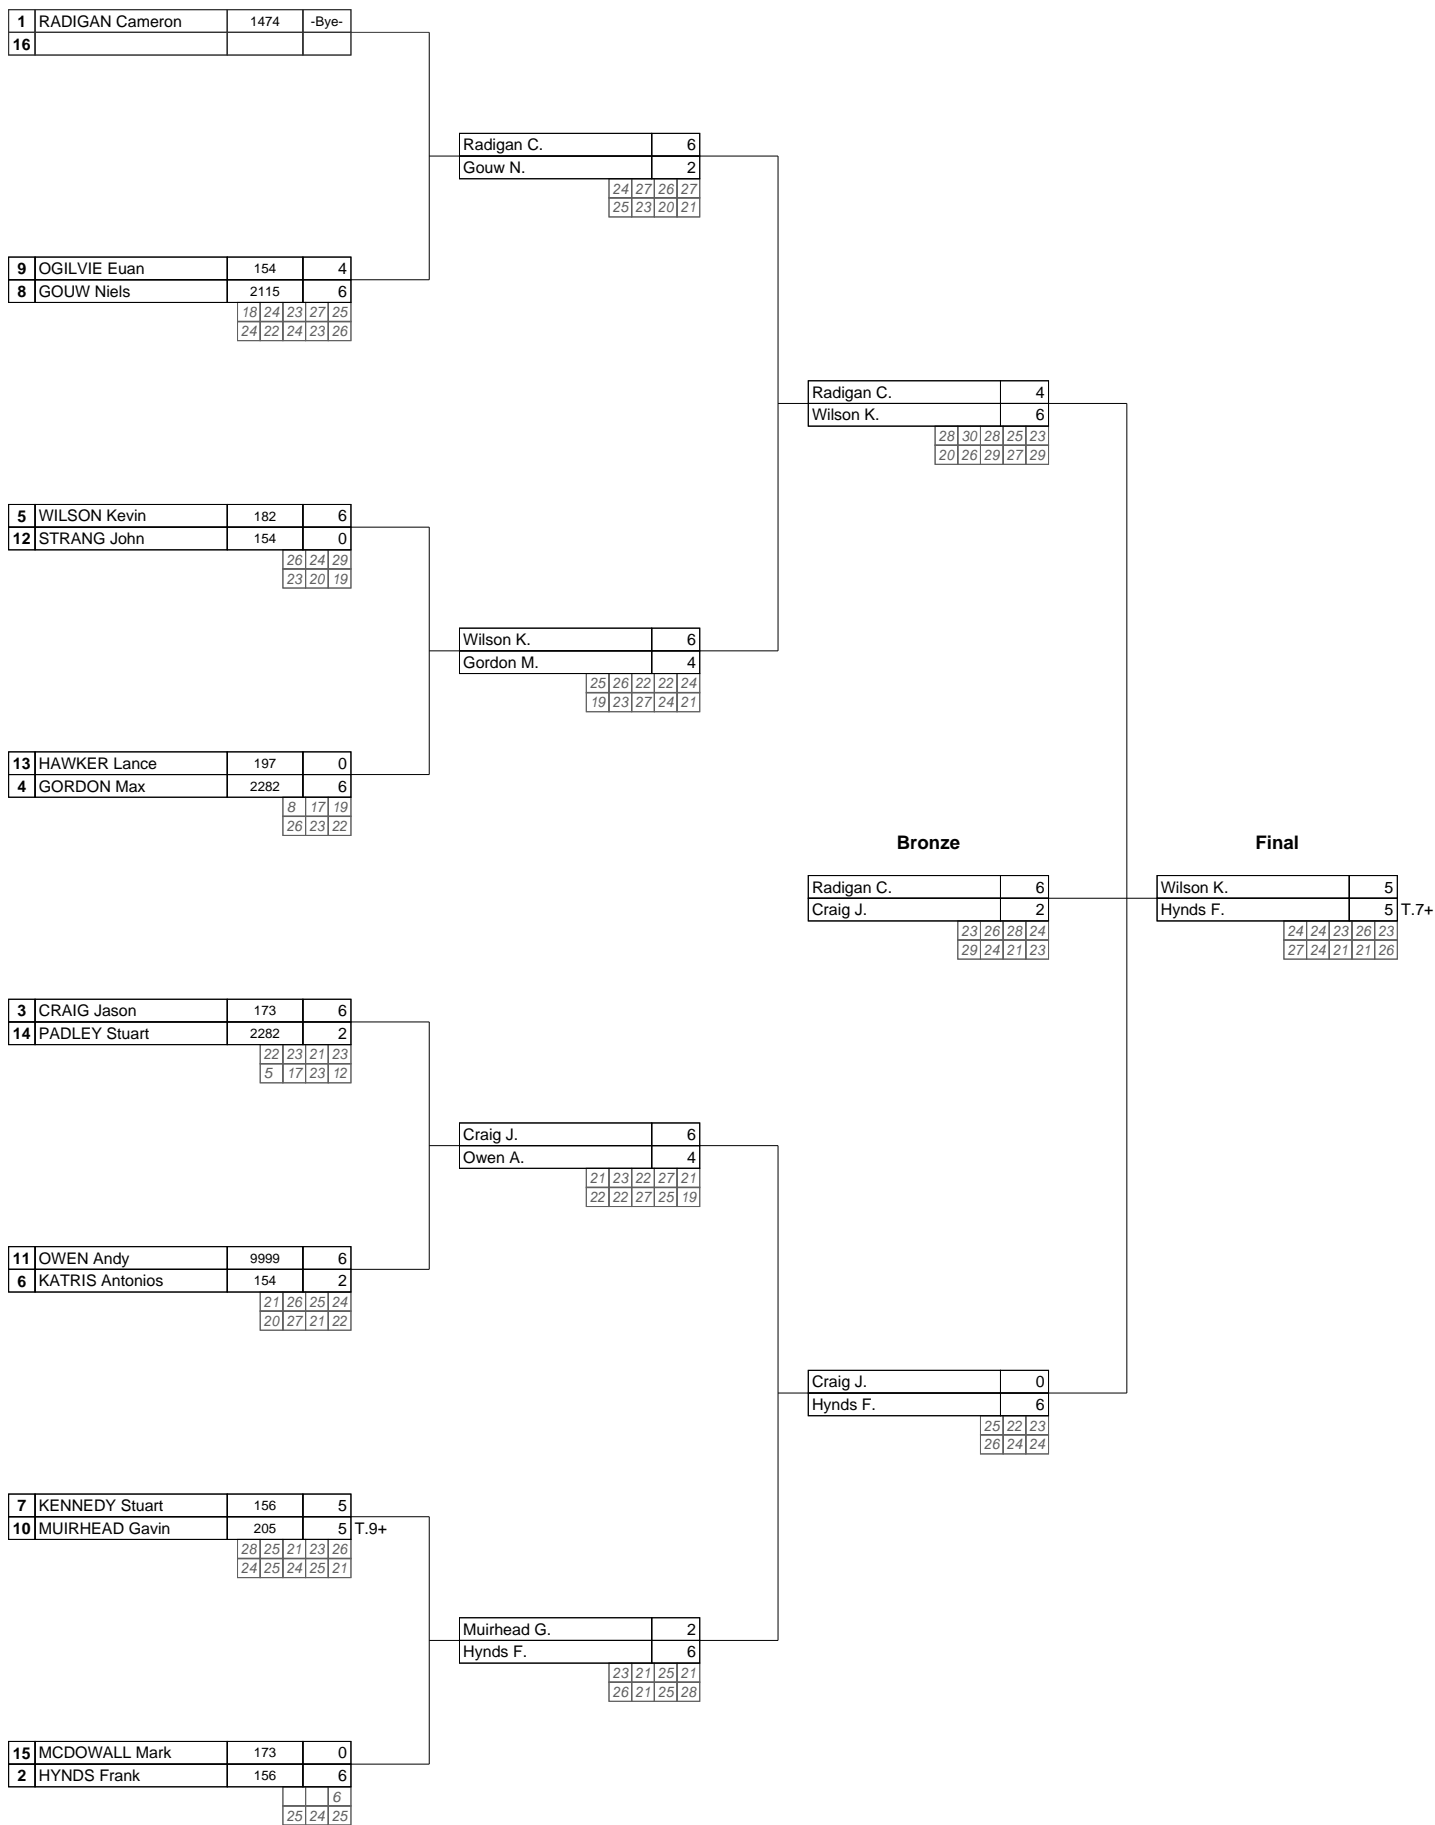 1 RADIGAN Cameron 1474 -Bye-
16
Radigan C. 6
Gouw N. 2
24 27 26 27
25 23 20 21
9 OGILVIE Euan 154 4
8 GOUW Niels 2115 6
18 24 23 27 25
24 22 24 23 26
Radigan C. 4
Wilson K. 6
28 30 28 25 23
20 26 29 27 29
5 WILSON Kevin 182 6
12 STRANG John 154 0
26 24 29
23 20 19
Wilson K. 6
Gordon M. 4
25 26 22 22 24
19 23 27 24 21
13 HAWKER Lance 197 0
4 GORDON Max 2282 6
8 17 19
26 23 22
Bronze Final
Radigan C. 6 Wilson K. 5
Craig J. 2 Hynds F. 5 T.7+
23 26 28 24 24 24 23 26 23
29 24 21 23 27 24 21 21 26
3 CRAIG Jason 173 6
14 PADLEY Stuart 2282 2
22 23 21 23
5 17 23 12
Craig J. 6
Owen A. 4
21 23 22 27 21
22 22 27 25 19
11 OWEN Andy 9999 6
6 KATRIS Antonios 154 2
21 26 25 24
20 27 21 22
Craig J. 0
Hynds F. 6
25 22 23
26 24 24
7 KENNEDY Stuart 156 5
10 MUIRHEAD Gavin 205 5 T.9+
28 25 21 23 26
24 25 24 25 21
Muirhead G. 2
Hynds F. 6
23 21 25 21
26 21 25 28
15 MCDOWALL Mark 173 0
2 HYNDS Frank 156 6
6
25 24 25